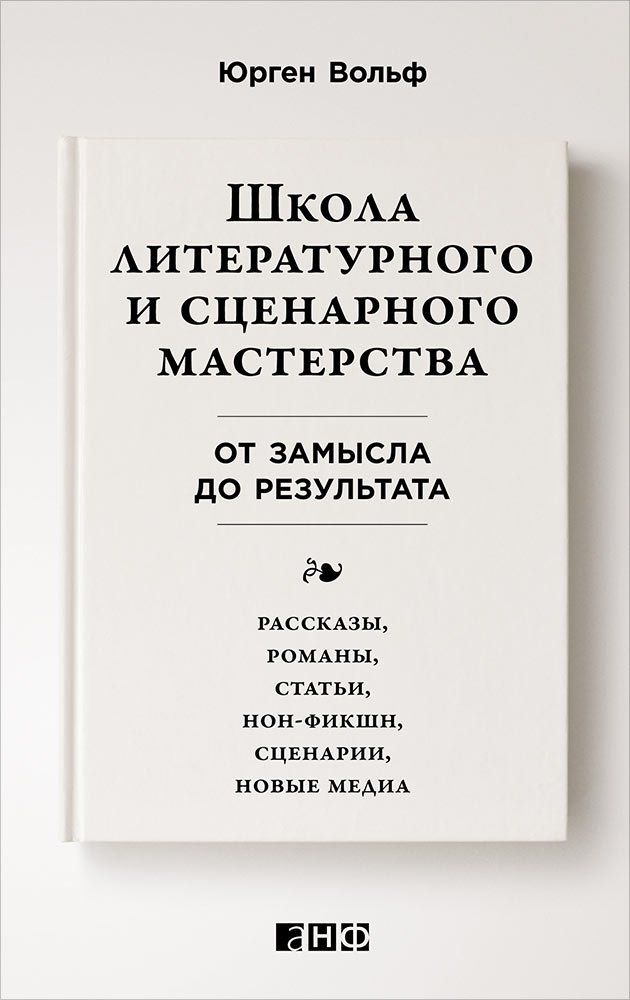 Юрген Вольф
Школа
литературного
и сценарного
мастерства
ОТ ЗАМЫСЛА
ДО РЕЗУЛЬТАТА
рассказы,
романы,
статьи,
нон-фикшн,
сценарии,
новые медиа
анф